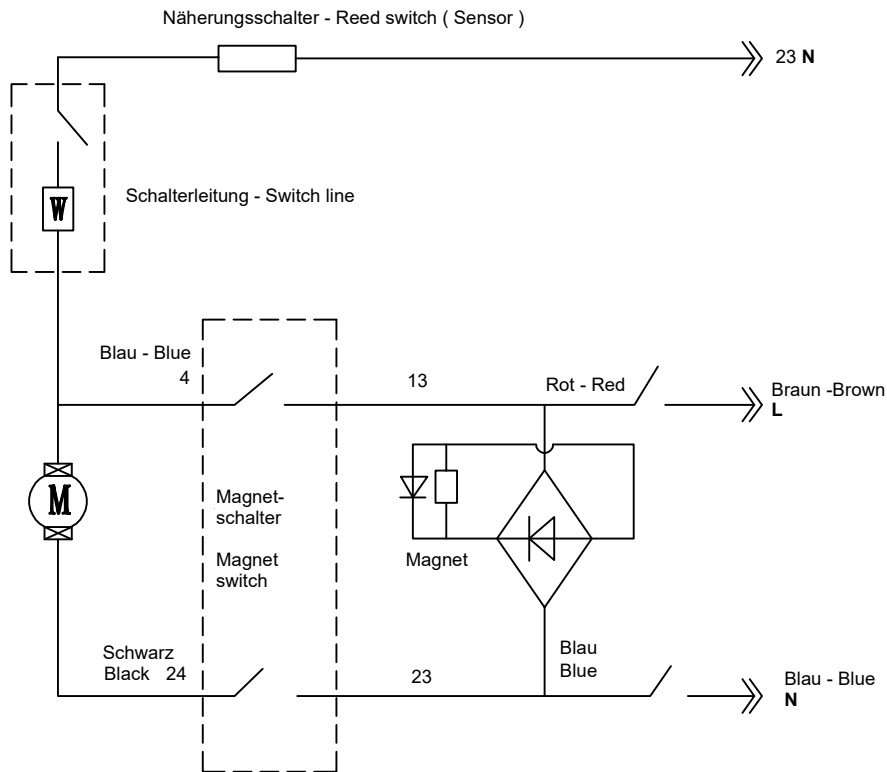 Näherungsschalter - Reed switch ( Sensor )
23 N
W
Schalterleitung - Switch line
Blau - Blue
4
13
Rot - Red
Braun -Brown
L
M
Magnet-
schalter
Magnet
switch
Magnet
Schwarz
Black 24
23
Blau
Blue
Blau - Blue
N